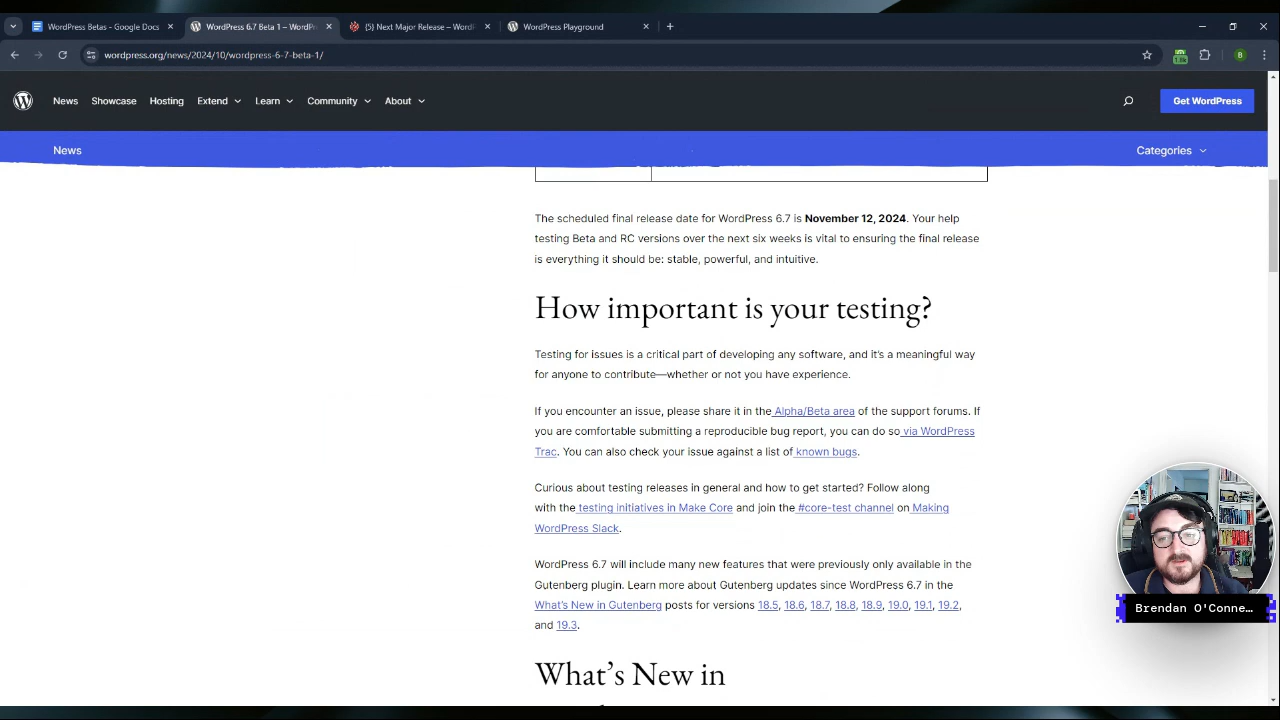 WordPress Betas - Google Docs
WordPress 6.7 Beta 1 – WordPr
(5) Next Major Release – Word
WordPress Playground
wordpress.org/news/2024/10/wordpress-6-7-beta-1/
1.8k
B
News
Showcase
Hosting
Extend
Learn
Community
About
Get WordPress
News
Categories
The scheduled final release date for WordPress 6.7 is November 12, 2024. Your help
testing Beta and RC versions over the next six weeks is vital to ensuring the final release
is everything it should be: stable, powerful, and intuitive.
How important is your testing?
Testing for issues is a critical part of developing any software, and it's a meaningful way
for anyone to contribute—whether or not you have experience.
If you encounter an issue, please share it in the Alpha/Beta area of the support forums. If
you are comfortable submitting a reproducible bug report, you can do so via WordPress
Trac. You can also check your issue against a list of known bugs.
Curious about testing releases in general and how to get started? Follow along
with the testing initiatives in Make Core and join the #core-test channel on Making
WordPress Slack.
WordPress 6.7 will include many new features that were previously only available in the
Gutenberg plugin. Learn more about Gutenberg updates since WordPress 6.7 in the
What's New in Gutenberg posts for versions 18.5, 18.6, 18.7, 18.8, 18.9, 19.0, 19.1, 19.2,
and 19.3.
What's New in
Brendan O'Conne…